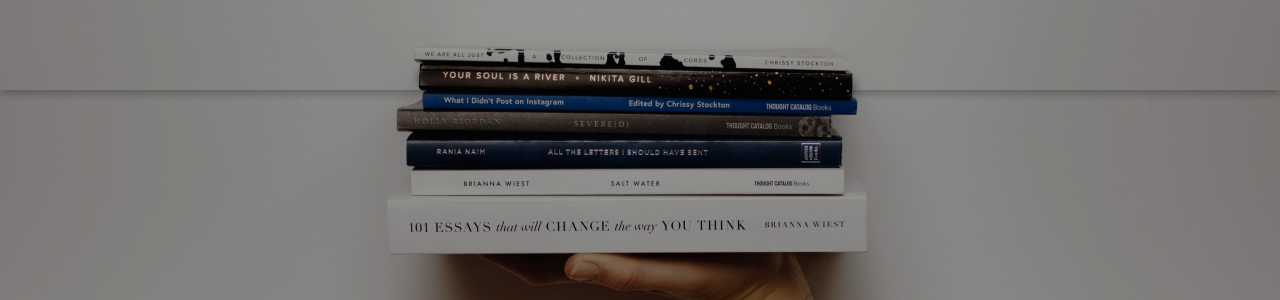 WE ARE ALL JUST A COLLECTION OF CORDS CHRISSY STOCKTON
YOUR SOUL IS A RIVER • NIKITA GILL
What I Didn't Post on Instagram Edited by Chrissy Stockton THOUGHT CATALOG Books
HOLLY RIORDAN SEVERE(D) THOUGHT CATALOG Books
RANIA NAIM ALL THE LETTERS I SHOULD HAVE SENT
BRIANNA WIEST SALT WATER THOUGHT CATALOG Books
101 ESSAYS that will CHANGE the way YOU THINK BRIANNA WIEST